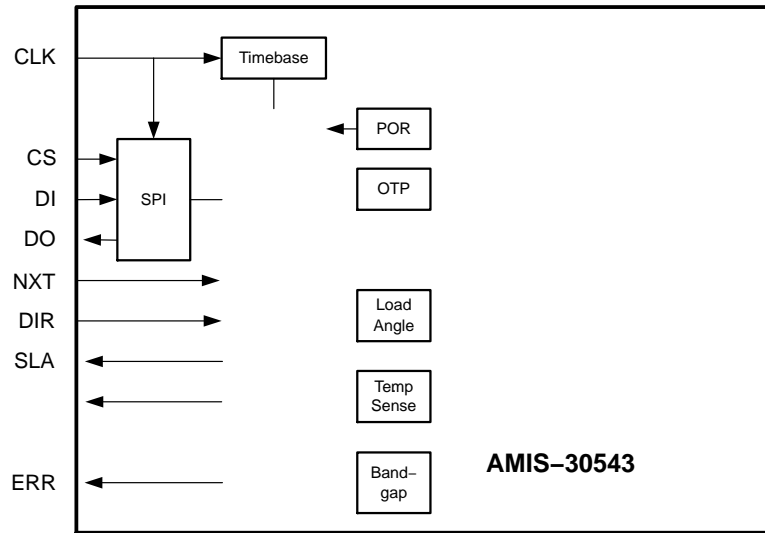 CLK
Timebase
POR
CS
DI
SPI
OTP
DO
NXT
DIR
Load
Angle
SLA
Temp
Sense
ERR
Band−
gap
AMIS−30543